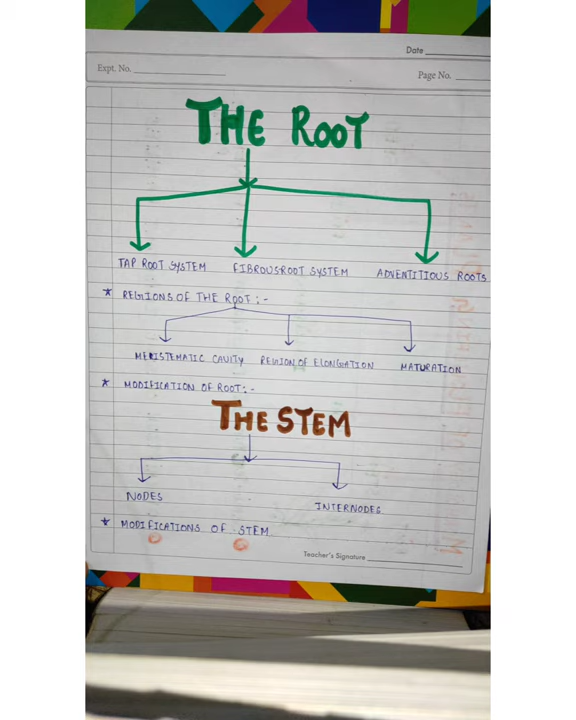 Date
Expt. No.
Page No.
THE ROOT
TAP ROOT SYSTEM FIBROUSROOT SYSTEM ADVENTITIOUS ROOTS
* REGIONS OF THE ROOT:-
MERISTEMATIC CAVITY REGION OF ELONGATION MATURATION
* MODIFICATION OF ROOT:-
THE STEM
NODES INTERNODES
* MODIFICATIONS OF STEM
Teacher's Signature